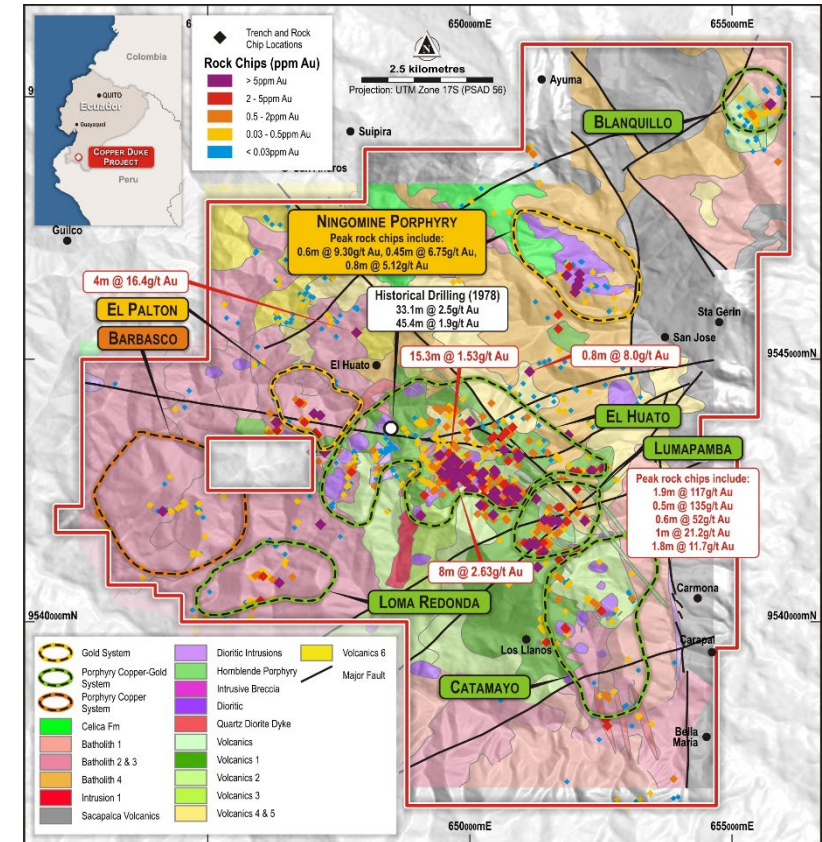 Colombia
QUITO
Ecuador
Guayaquil
COPPER DUKE
PROJECT
Peru
Trench and Rock
Chip Locations
Rock Chips (ppm Au)
> 5ppm Au
2 - 5ppm Au
0.5 - 2ppm Au
0.03 - 0.5ppm Au
< 0.03ppm Au
650000mE
655000mE
2.5 kilometres
Projection: UTM Zone 17S (PSAD 56)
Ayuma
Suipira
BLANQUILLO
Guilco
NINGOMINE PORPHYRY
Peak rock chips include:
0.6m @ 9.30g/t Au, 0.45m @ 6.75g/t Au,
0.8m @ 5.12g/t Au
4m @ 16.4g/t Au
EL PALTON
BARBASCO
Historical Drilling (1978)
33.1m @ 2.5g/t Au
45.4m @ 1.9g/t Au
Sta Gerin
San Jose
El Huato
15.3m @ 1.53g/t Au
0.8m @ 8.0g/t Au
9545000mN
EL HUATO
LUMAPAMBA
Peak rock chips include:
1.9m @ 117g/t Au
0.5m @ 135g/t Au
0.6m @ 52g/t Au
1m @ 21.2g/t Au
1.8m @ 11.7g/t Au
8m @ 2.63g/t Au
LOMA REDONDA
Carmona
9540000mN
Los Llanos
Carapal
CATAMAYO
Bella
Maria
Gold System
Porphyry Copper-Gold
System
Porphyry Copper
System
Celica Fm
Batholith 1
Batholith 2 & 3
Batholith 4
Intrusion 1
Sacapalca Volcanics
Dioritic Intrusions
Hornblende Porphyry
Intrusive Breccia
Dioritic
Quartz Diorite Dyke
Volcanics
Volcanics 1
Volcanics 2
Volcanics 3
Volcanics 4 & 5
Volcanics 6
Major Fault
650000mE
655000mE